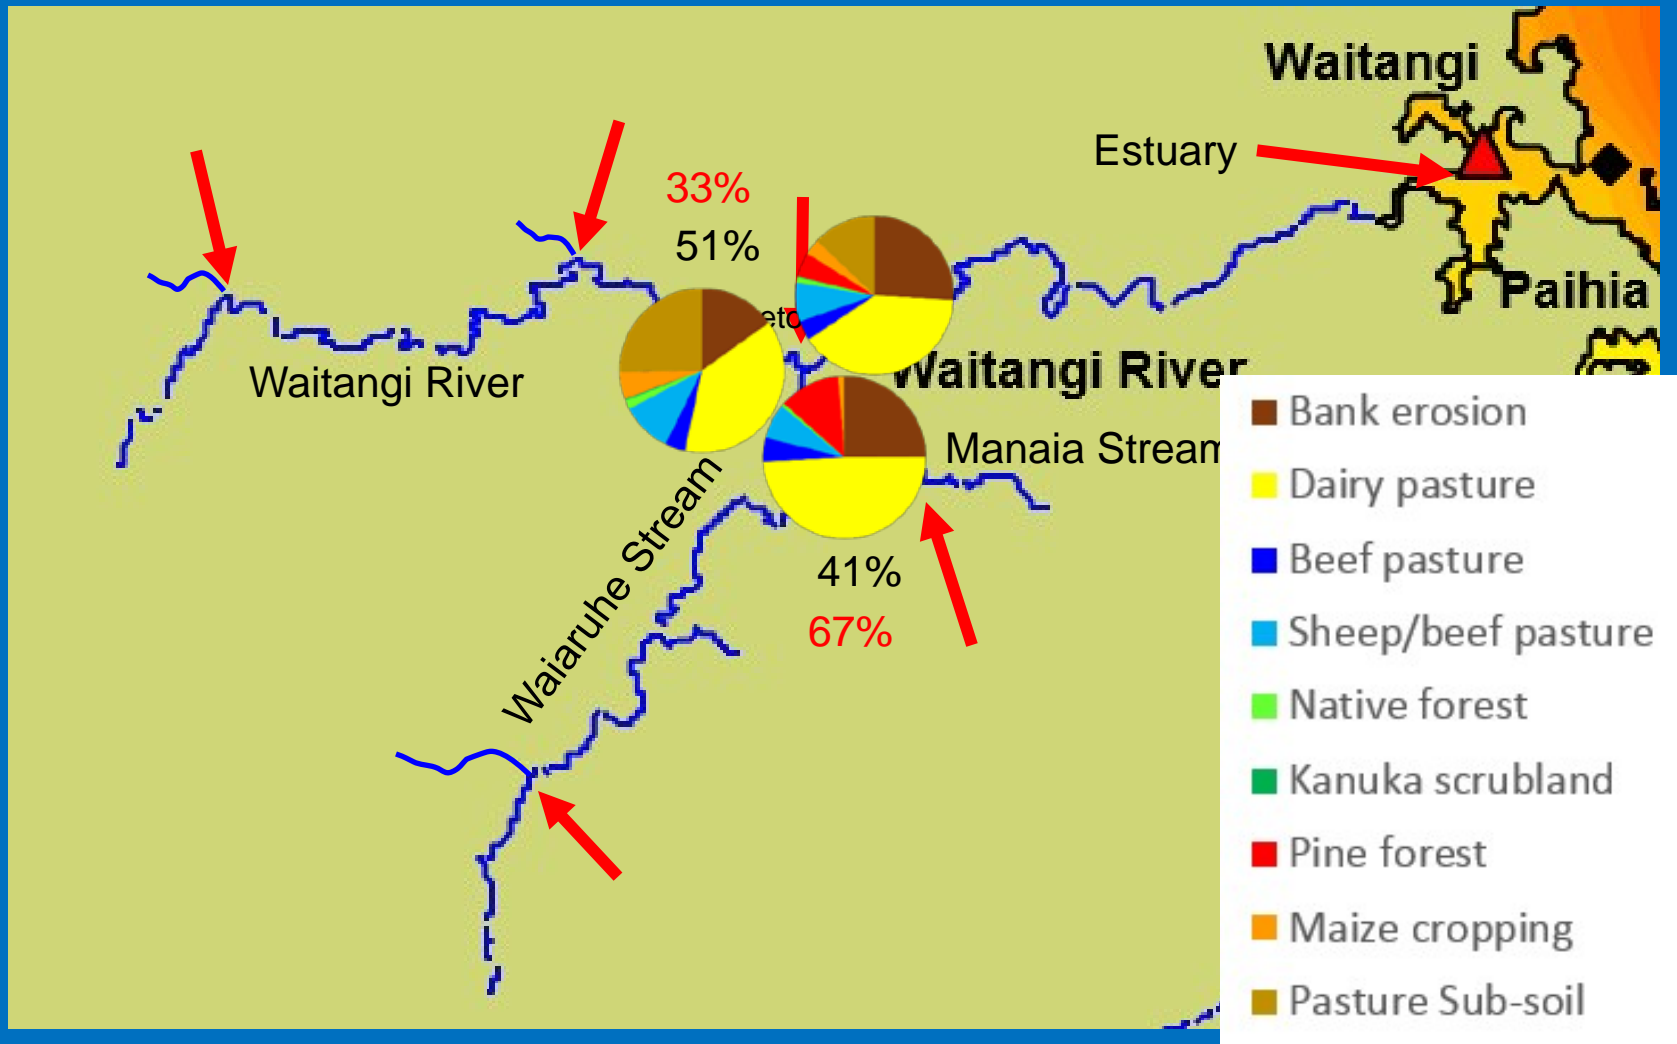 Waitangi
Estuary
33%
51%
Paihia
Waitangi River
Waitangi River
Manaia Stream
Waiaruhe Stream
41%
67%
Bank erosion
Dairy pasture
Beef pasture
Sheep/beef pasture
Native forest
Kanuka scrubland
Pine forest
Maize cropping
Pasture Sub-soil